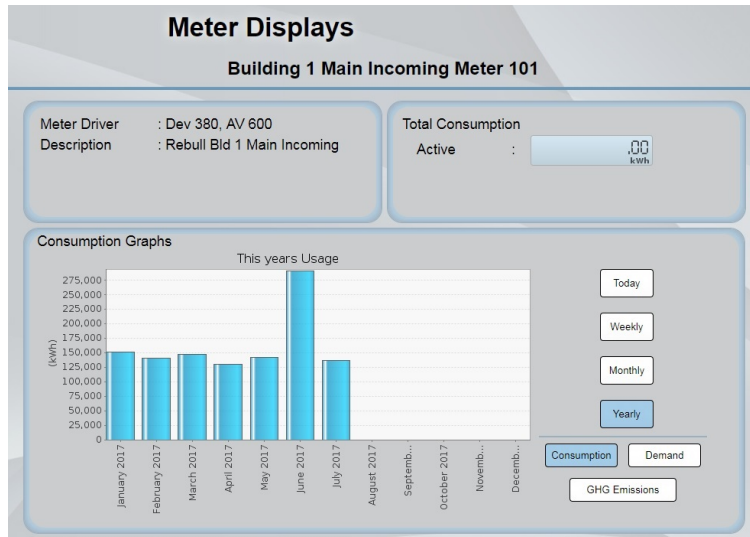 Meter Displays
Building 1 Main Incoming Meter 101
Meter Driver : Dev 380, AV 600
Description : Rebull Bld 1 Main Incoming
Total Consumption
Active : .00
kWh
Consumption Graphs
This years Usage
(kWh)
275,000
250,000
225,000
200,000
175,000
150,000
125,000
100,000
75,000
50,000
25,000
0
January 2017
February 2017
March 2017
April 2017
May 2017
June 2017
July 2017
August 2017
Septemb...
October 2017
Novemb...
Decemb...
Today
Weekly
Monthly
Yearly
Consumption Demand
GHG Emissions